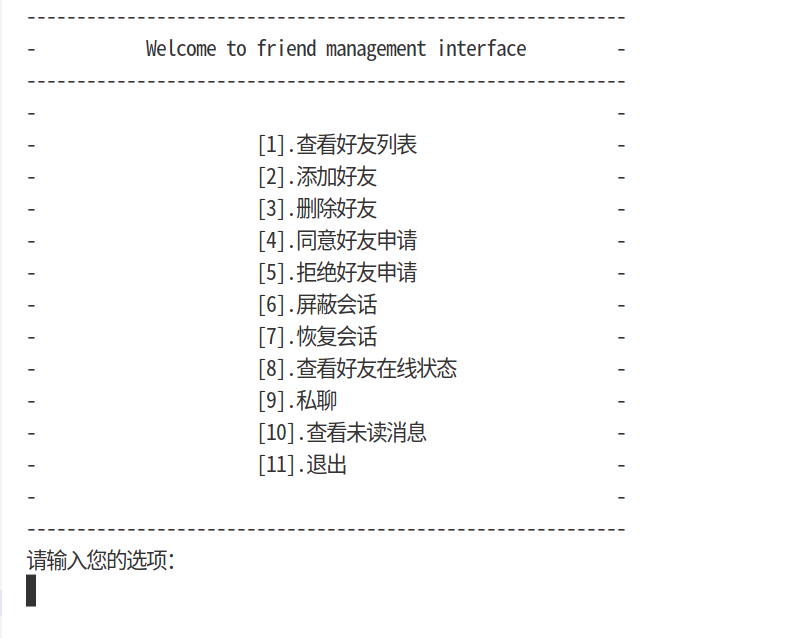 ------------------------------------------------------------
-           Welcome to friend management interface         -
------------------------------------------------------------
-                                                          -
-                      [1].查看好友列表                    -
-                      [2].添加好友                        -
-                      [3].删除好友                        -
-                      [4].同意好友申请                    -
-                      [5].拒绝好友申请                    -
-                      [6].屏蔽会话                        -
-                      [7].恢复会话                        -
-                      [8].查看好友在线状态                -
-                      [9].私聊                            -
-                      [10].查看未读消息                   -
-                      [11].退出                           -
-                                                          -
------------------------------------------------------------
请输入您的选项: